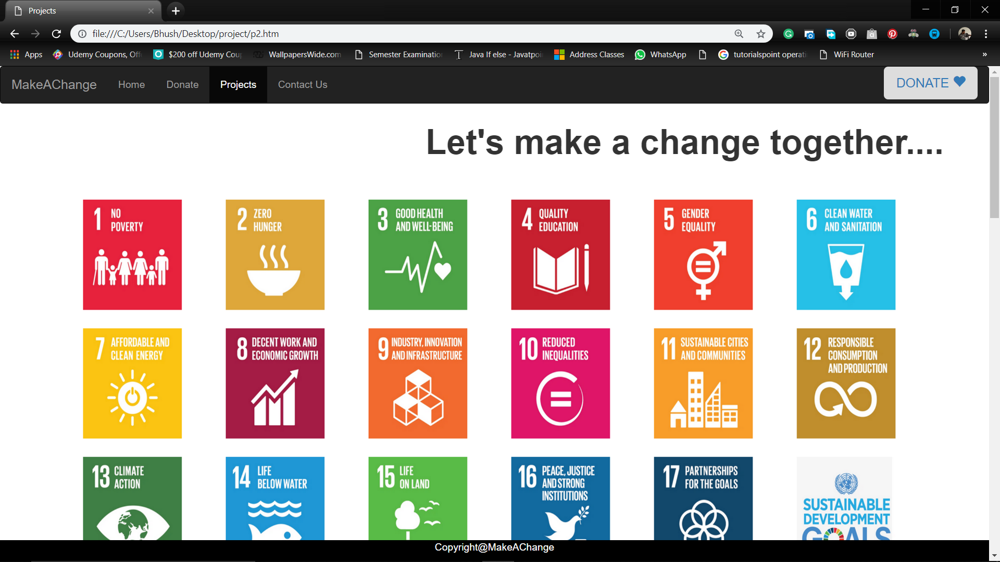 Projects
file:///C:/Users/Bhush/Desktop/project/p2.htm
Apps
Udemy Coupons, Off
$200 off Udemy Coup
WallpapersWide.com
Semester Examination
Java If else - Javatpoi
Address Classes
WhatsApp
tutorialspoint operati
WiFi Router
»
MakeAChange
Home
Donate
Projects
Contact Us
DONATE
Let's make a change together....
1 NO
POVERTY
2 ZERO
HUNGER
3 GOOD HEALTH
AND WELL-BEING
4 QUALITY
EDUCATION
5 GENDER
EQUALITY
6 CLEAN WATER
AND SANITATION
7 AFFORDABLE AND
CLEAN ENERGY
8 DECENT WORK AND
ECONOMIC GROWTH
9 INDUSTRY, INNOVATION
AND INFRASTRUCTURE
10 REDUCED
INEQUALITIES
11 SUSTAINABLE CITIES
AND COMMUNITIES
12 RESPONSIBLE
CONSUMPTION
AND PRODUCTION
13 CLIMATE
ACTION
14 LIFE
BELOW WATER
15 LIFE
ON LAND
16 PEACE, JUSTICE
AND STRONG
INSTITUTIONS
17 PARTNERSHIPS
FOR THE GOALS
SUSTAINABLE
DEVELOPMENT
GOALS
Copyright@MakeAChange